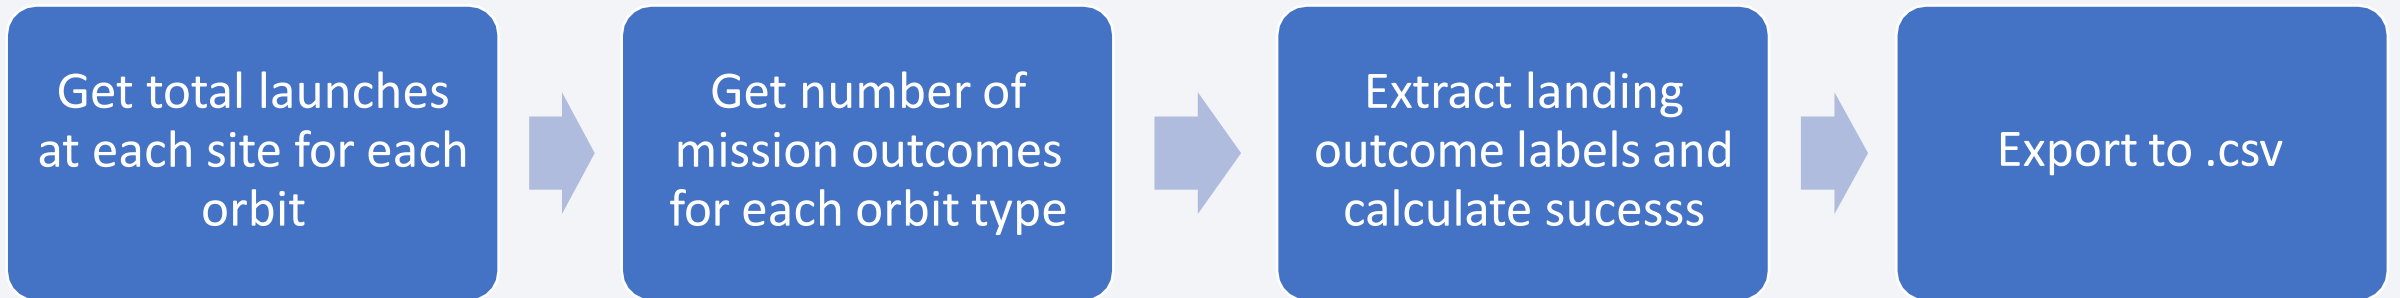 Get total launches
at each site for each
orbit
Get number of
mission outcomes
for each orbit type
Extract landing
outcome labels and
calculate sucesss
Export to .csv